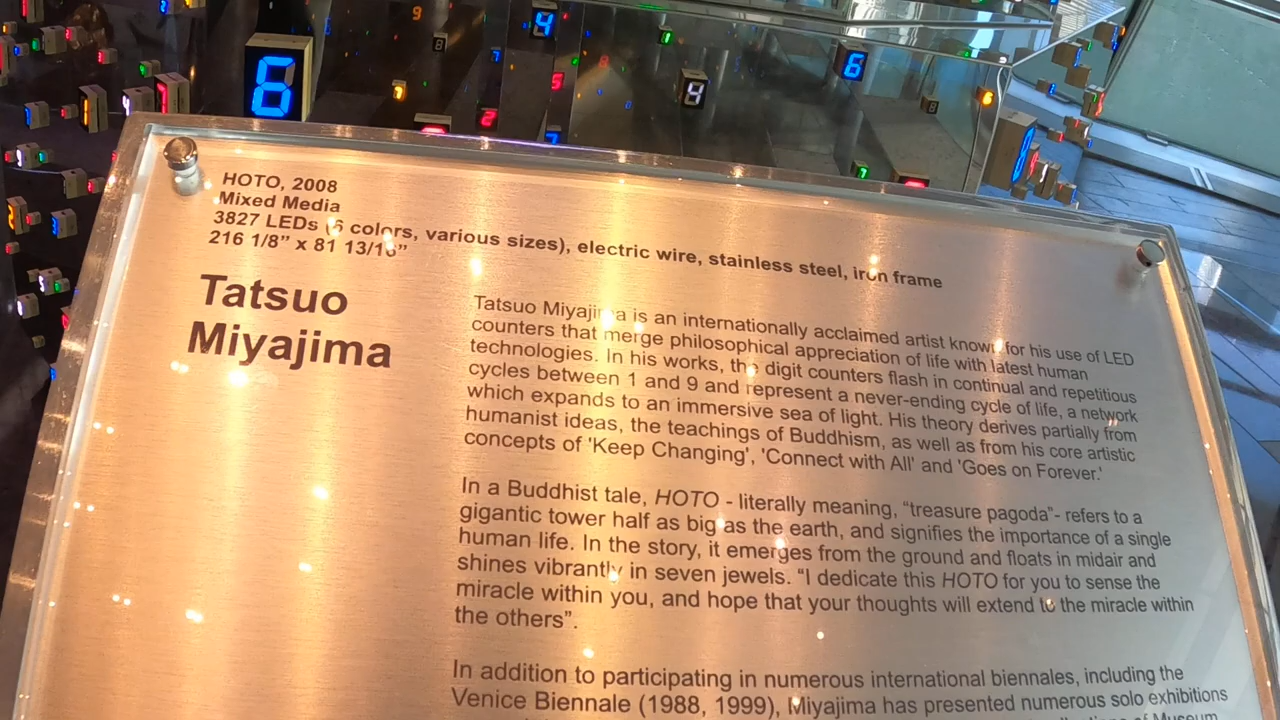 HOTO, 2008
Mixed Media
3827 LEDs (6 colors, various sizes), electric wire, stainless steel, iron frame
216 1/8” x 81 13/16”
Tatsuo
Miyajima
Tatsuo Miyajima is an internationally acclaimed artist known for his use of LED
counters that merge philosophical appreciation of life with latest human
technologies. In his works, the digit counters flash in continual and repetitious
cycles between 1 and 9 and represent a never-ending cycle of life, a network
which expands to an immersive sea of light. His theory derives partially from
humanist ideas, the teachings of Buddhism, as well as from his core artistic
concepts of 'Keep Changing', 'Connect with All' and 'Goes on Forever.'
In a Buddhist tale, HOTO - literally meaning, “treasure pagoda”- refers to a
gigantic tower half as big as the earth, and signifies the importance of a single
human life. In the story, it emerges from the ground and floats in midair and
shines vibrantly in seven jewels. “I dedicate this HOTO for you to sense the
miracle within you, and hope that your thoughts will extend to the miracle within
the others”.
In addition to participating in numerous international biennales, including the
Venice Biennale (1988, 1999), Miyajima has presented numerous solo exhibitions
of Museum